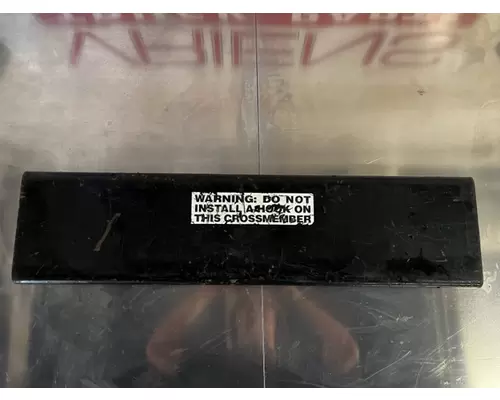 WARNING: DO NOT
INSTALL A HOOK ON
THIS CROSSMEMBER